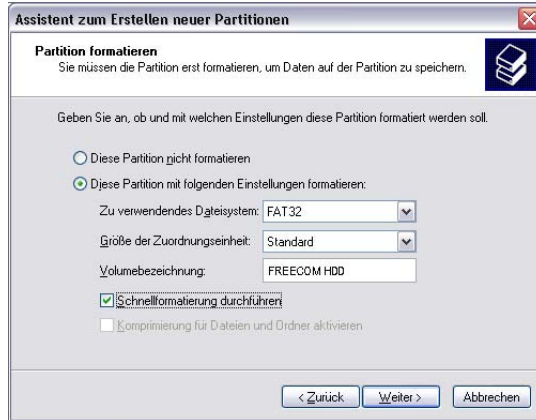 Assistent zum Erstellen neuer Partitionen
Partition formatieren
Sie müssen die Partition erst formatieren, um Daten auf der Partition zu speichern.
Geben Sie an, ob und mit welchen Einstellungen diese Partition formatiert werden soll.
Diese Partition nicht formatieren
Diese Partition mit folgenden Einstellungen formatieren:
Zu verwendendes Dateisystem: FAT32
Größe der Zuordnungseinheit: Standard
Volumebezeichnung: FREECOM HDD
Schnellformatierung durchführen
Komprimierung für Dateien und Ordner aktivieren
< Zurück Weiter > Abbrechen